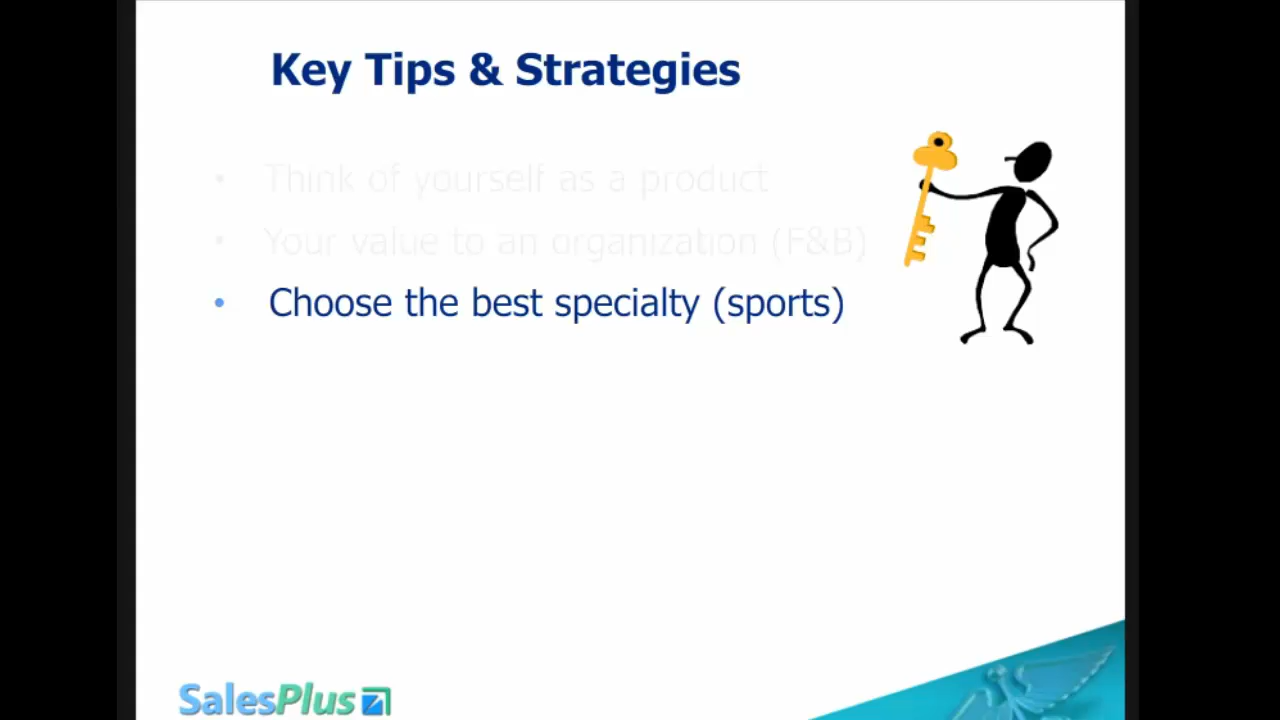 Key Tips & Strategies
• Think of yourself as a product
• Your value to an organization (F&B)
• Choose the best specialty (sports)
SalesPlus